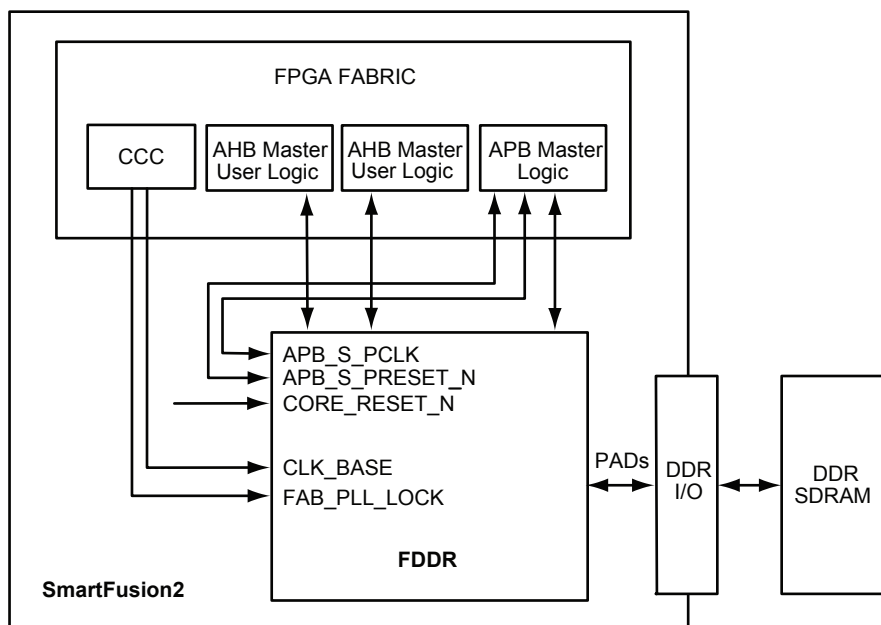 FPGA FABRIC
CCC
AHB Master
User Logic
AHB Master
User Logic
APB Master
Logic
APB_S_PCLK
APB_S_PRESET_N
CORE_RESET_N
CLK_BASE
FAB_PLL_LOCK
FDDR
PADs
DDR
I/O
DDR
SDRAM
SmartFusion2